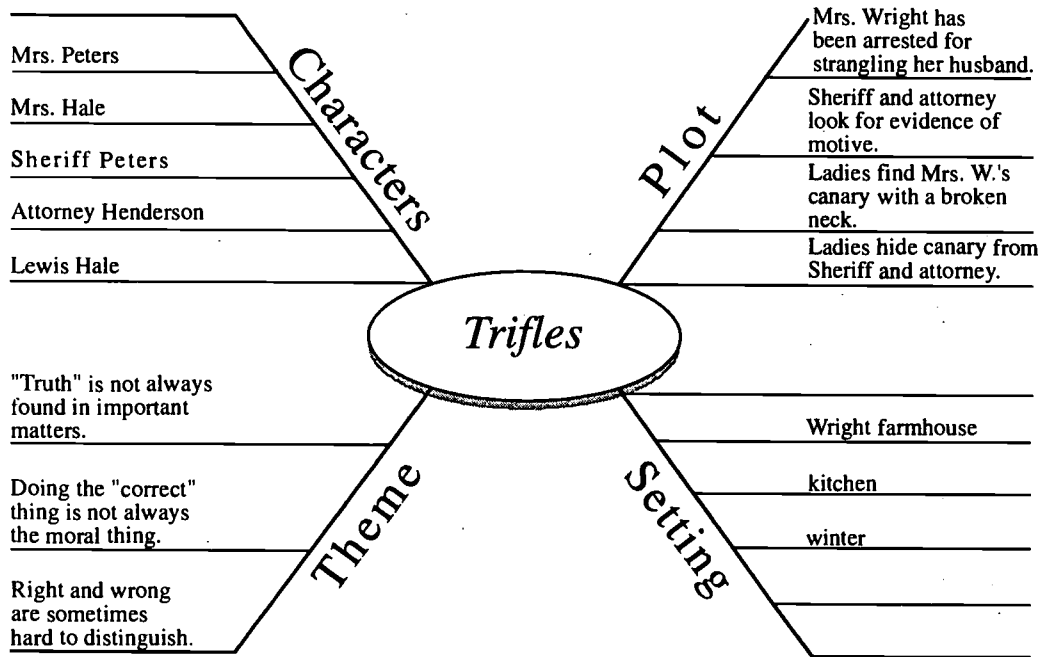 Characters
Mrs. Peters
Mrs. Hale
Sheriff Peters
Attorney Henderson
Lewis Hale
Plot
Mrs. Wright has
been arrested for
strangling her husband.
Sheriff and attorney
look for evidence of
motive.
Ladies find Mrs. W.'s
canary with a broken
neck.
Ladies hide canary from
Sheriff and attorney.
Trifles
Theme
"Truth" is not always
found in important
matters.
Doing the "correct"
thing is not always
the moral thing.
Right and wrong
are sometimes
hard to distinguish.
Setting
Wright farmhouse
kitchen
winter